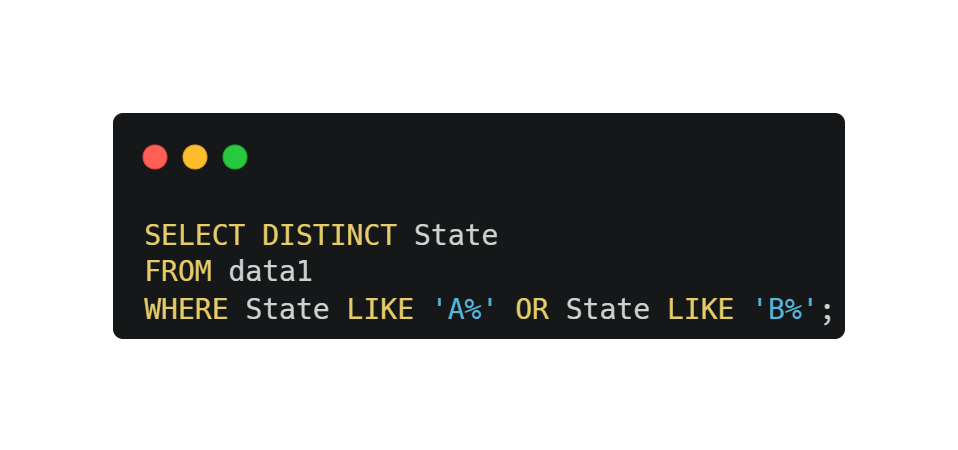 SELECT DISTINCT State
FROM data1
WHERE State LIKE 'A%' OR State LIKE 'B%';